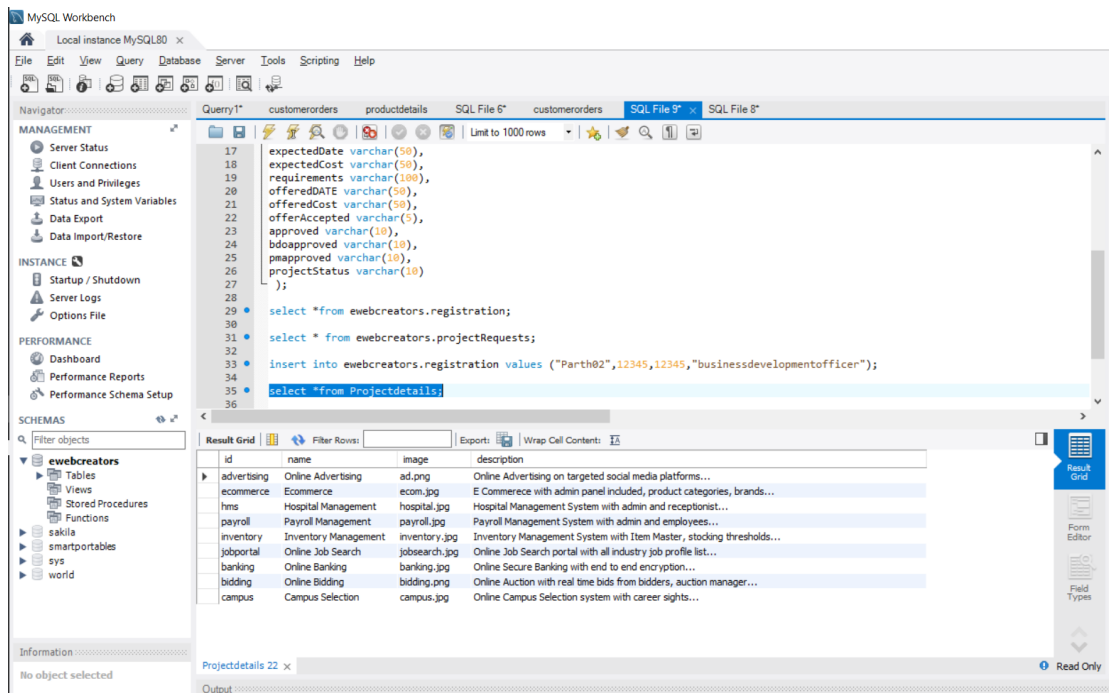 MySQL Workbench
Local instance MySQL80 ×
File Edit View Query Database Server Tools Scripting Help
Navigator
MANAGEMENT
Server Status
Client Connections
Users and Privileges
Status and System Variables
Data Export
Data Import/Restore
INSTANCE
Startup / Shutdown
Server Logs
Options File
PERFORMANCE
Dashboard
Performance Reports
Performance Schema Setup
SCHEMAS
Filter objects
ewebcreators
Tables
Views
Stored Procedures
Functions
sakila
smartportables
sys
world
Information
No object selected
Querry1* customerorders productdetails SQL File 6* customerorders SQL File 9* × SQL File 8*
Limit to 1000 rows
17 expectedDate varchar(50),
18 expectedCost varchar(50),
19 requirements varchar(100),
20 offeredDATE varchar(50),
21 offeredCost varchar(50),
22 offerAccepted varchar(5),
23 approved varchar(10),
24 bdoapproved varchar(10),
25 pmapproved varchar(10),
26 projectStatus varchar(10)
27 );
28
29 select *from ewebcreators.registration;
30
31 select * from ewebcreators.projectRequests;
32
33 insert into ewebcreators.registration values ("Parth02",12345,12345,"businessdevelopmentofficer");
34
35 select *from Projectdetails;
36
Result Grid Filter Rows: Export: Wrap Cell Content:
id name image description
advertising Online Advertising ad.png Online Advertising on targeted social media platforms...
ecommerce Ecommerce ecom.jpg E Commerece with admin panel included, product categories, brands...
hms Hospital Management hospital.jpg Hospital Management System with admin and receptionist...
payroll Payroll Management payroll.jpg Payroll Management System with admin and employees...
inventory Inventory Management inventory.jpg Inventory Management System with Item Master, stocking thresholds...
jobportal Online Job Search jobsearch.jpg Online Job Search portal with all industry job profile list...
banking Online Banking banking.jpg Online Secure Banking with end to end encryption...
bidding Online Bidding bidding.png Online Auction with real time bids from bidders, auction manager...
campus Campus Selection campus.jpg Online Campus Selection system with career sights...
Result
Grid
Form
Editor
Field
Types
Projectdetails 22 ×
Read Only
Output